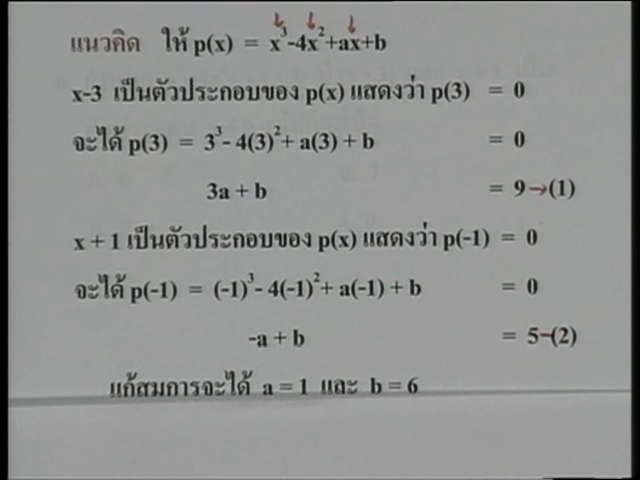 แนวคิด ให้ p(x) = x³-4x²+ax+b
x-3 เป็นตัวประกอบของ p(x) แสดงว่า p(3) = 0
จะได้ p(3) = 3³- 4(3)²+ a(3) + b = 0
3a + b = 9→(1)
x + 1 เป็นตัวประกอบของ p(x) แสดงว่า p(-1) = 0
จะได้ p(-1) = (-1)³- 4(-1)²+ a(-1) + b = 0
-a + b = 5-(2)
แก้สมการจะได้ a = 1 และ b = 6